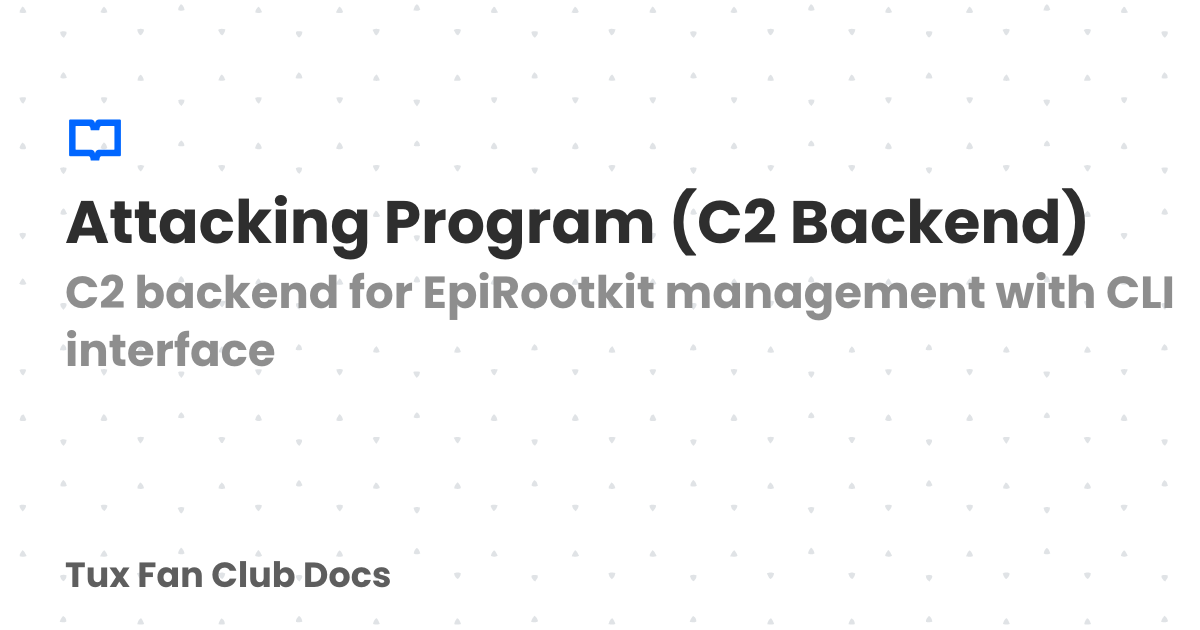 Attacking Program (C2 Backend)
C2 backend for EpiRootkit management with CLI
interface
Tux Fan Club Docs